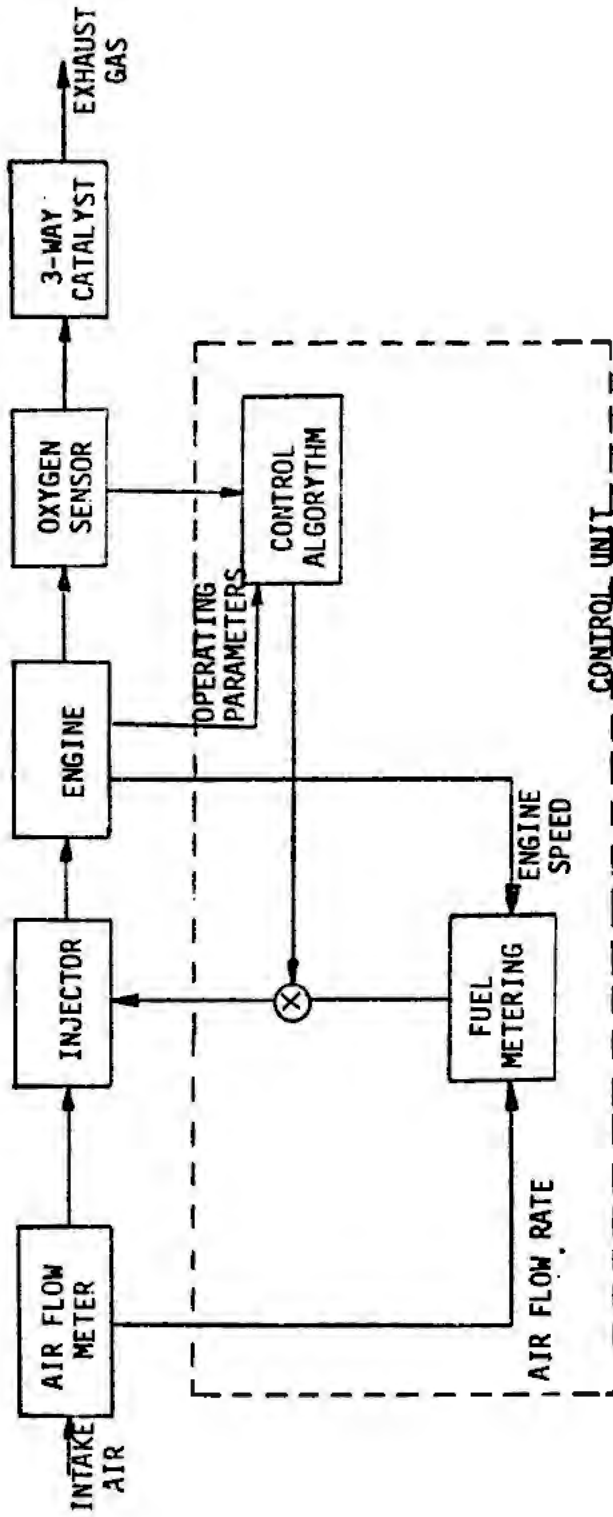 INTAKE
AIR
AIR FLOW
METER
INJECTOR
ENGINE
OXYGEN
SENSOR
3-WAY
CATALYST
EXHAUST
GAS
OPERATING
PARAMETERS
CONTROL
ALGORYTHM
X
FUEL
METERING
ENGINE
SPEED
AIR FLOW RATE
CONTROL UNIT